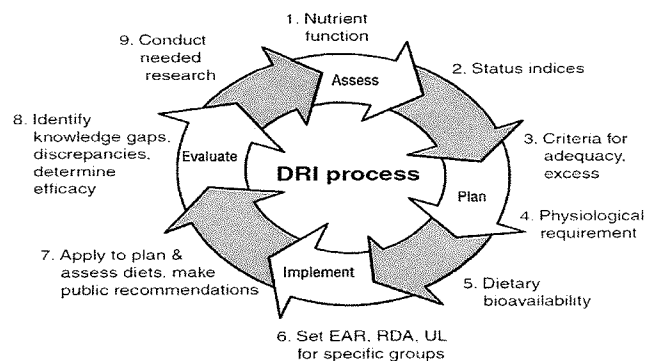 1. Nutrient
function
2. Status indices
3. Criteria for
adequacy,
excess
4. Physiological
requirement
5. Dietary
bioavailability
6. Set EAR, RDA, UL
for specific groups
7. Apply to plan &
assess diets, make
public recommendations
8. Identify
knowledge gaps,
discrepancies,
determine
efficacy
9. Conduct
needed
research
Assess
Plan
Implement
Evaluate
DRI process